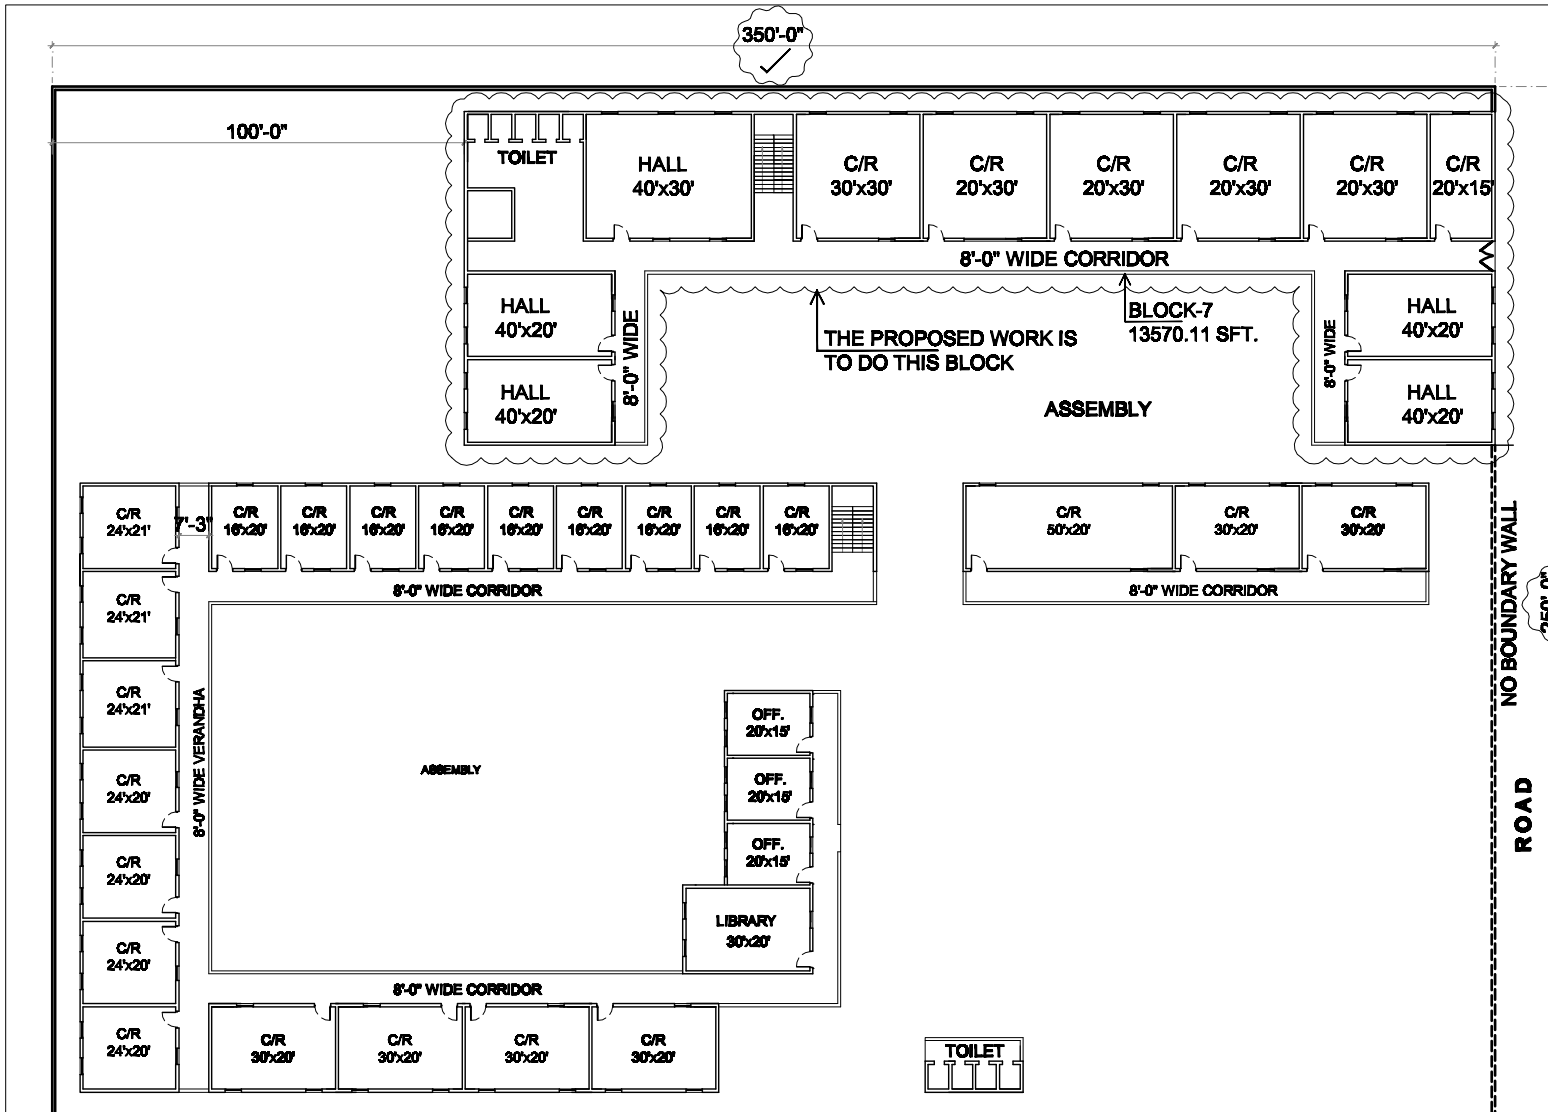 350'-0"
100'-0"
TOILET
HALL
40'x30'
C/R
30'x30'
C/R
20'x30'
C/R
20'x30'
C/R
20'x30'
C/R
20'x30'
C/R
20'x15'
8'-0" WIDE CORRIDOR
HALL
40'x20'
HALL
40'x20'
8'-0" WIDE
THE PROPOSED WORK IS
TO DO THIS BLOCK
BLOCK-7
13570.11 SFT.
8'-0" WIDE
HALL
40'x20'
HALL
40'x20'
ASSEMBLY
C/R
24'x21'
7'-3"
C/R
16'x20'
C/R
16'x20'
C/R
16'x20'
C/R
16'x20'
C/R
16'x20'
C/R
16'x20'
C/R
16'x20'
C/R
16'x20'
C/R
16'x20'
8'-0" WIDE CORRIDOR
C/R
50'x20'
C/R
30'x20'
C/R
30'x20'
8'-0" WIDE CORRIDOR
NO BOUNDARY WALL
250'-0"
ROAD
C/R
24'x21'
C/R
24'x21'
C/R
24'x20'
C/R
24'x20'
C/R
24'x20'
C/R
24'x20'
8'-0" WIDE VERANDHA
ASSEMBLY
OFF.
20'x15'
OFF.
20'x15'
OFF.
20'x15'
LIBRARY
30'x20'
8'-0" WIDE CORRIDOR
C/R
30'x20'
C/R
30'x20'
C/R
30'x20'
C/R
30'x20'
TOILET